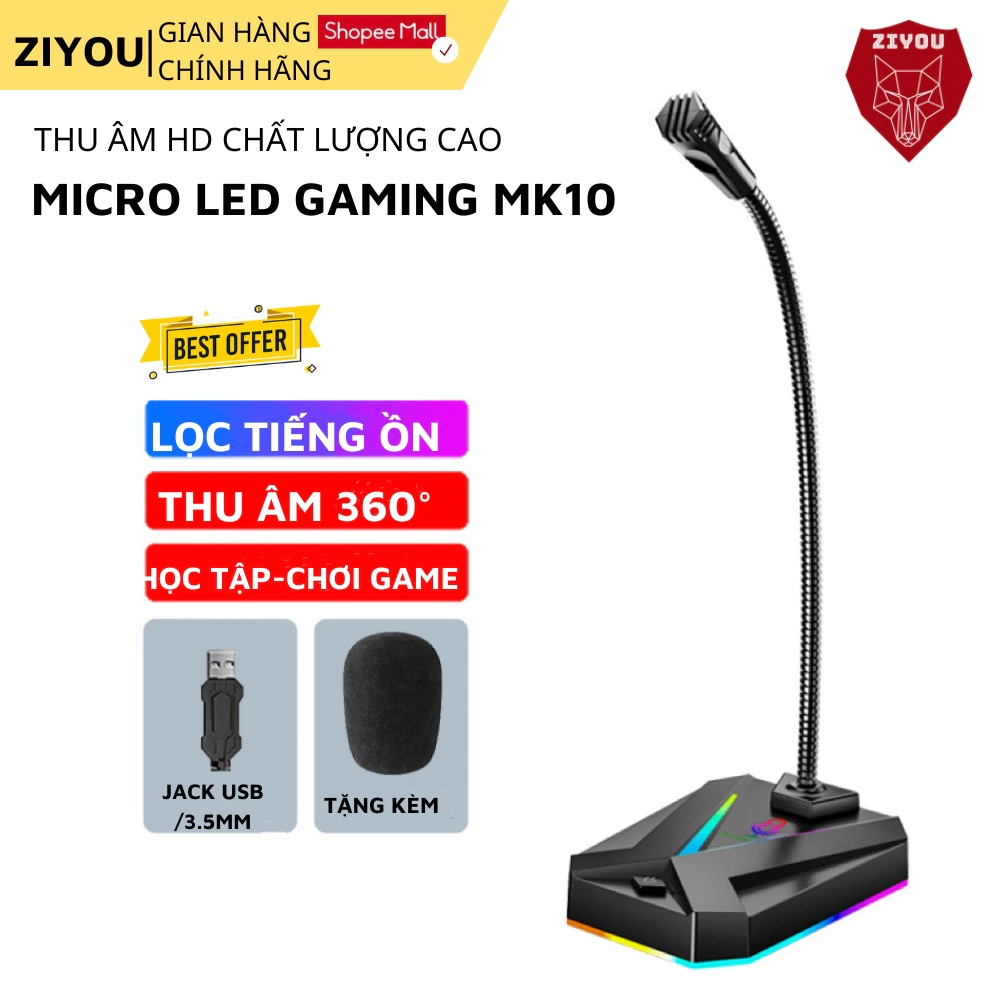 ZIYOU
GIAN HÀNG Shopee Mall
CHÍNH HÃNG
ZIYOU
THU ÂM HD CHẤT LƯỢNG CAO
MICRO LED GAMING MK10
BEST OFFER
LỌC TIẾNG ỒN
THU ÂM 360°
HỌC TẬP-CHƠI GAME
JACK USB
/3.5MM
TẶNG KÈM